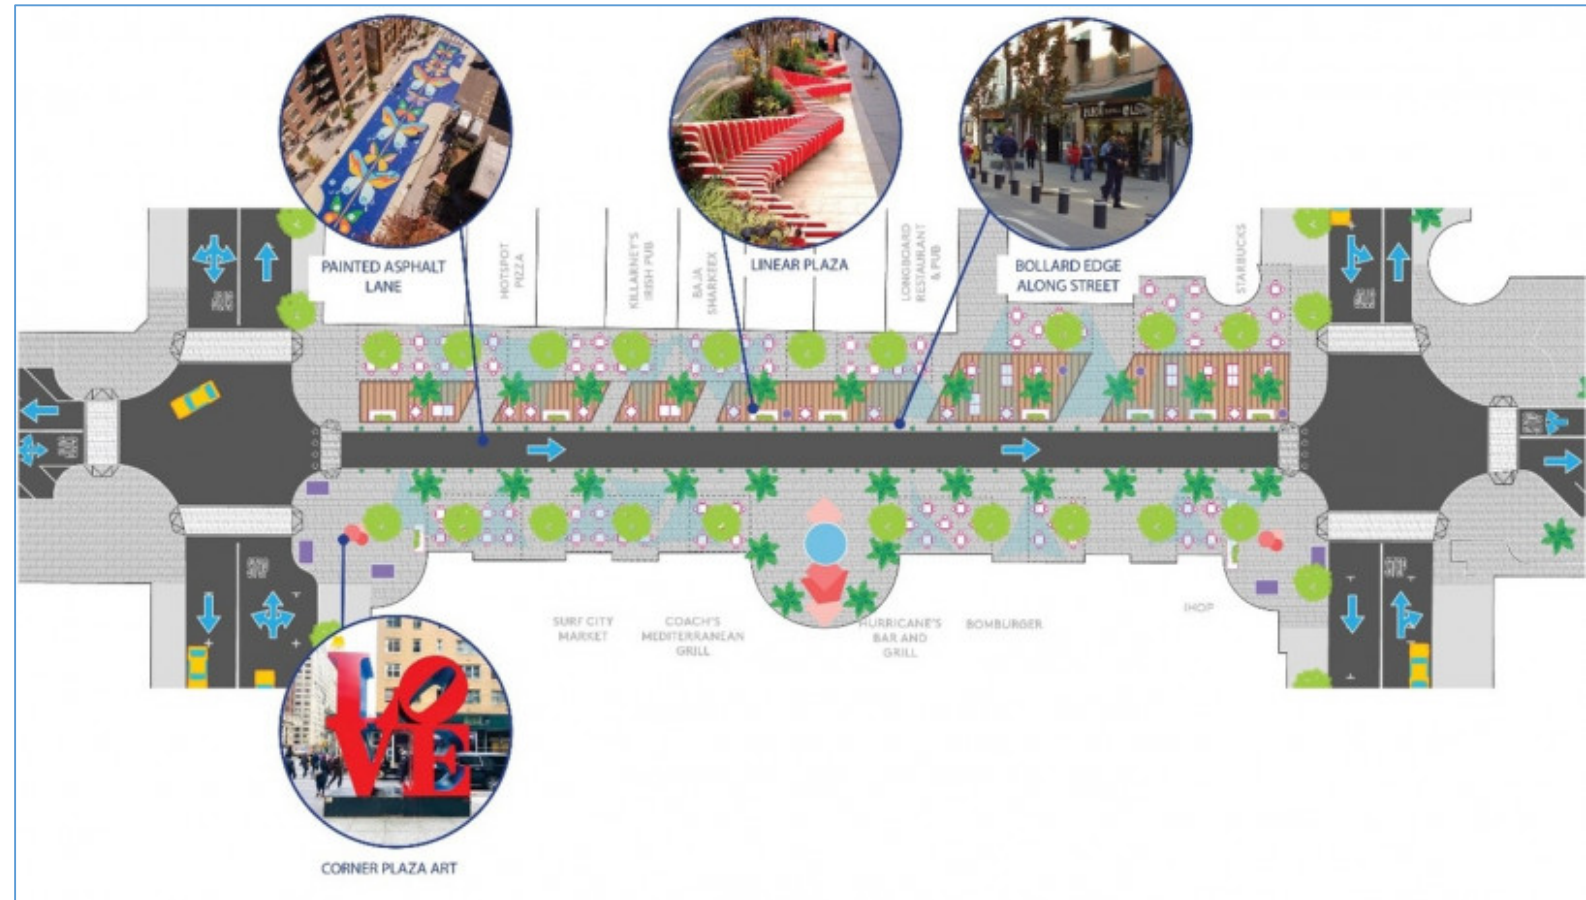 PAINTED ASPHALT
LANE
HOTSPOT
PIZZA
KILLARNEY'S
IRISH PUB
BAJA
SHARKEEX
LINEAR PLAZA
LONGBOARD
RESTAURANT
& PUB
BOLLARD EDGE
ALONG STREET
STARBUCKS
SURF CITY
MARKET
COACH'S
MEDITERRANEAN
GRILL
HURRICANE'S
BAR AND
GRILL
BOMBURGER
IHOP
LOVE
CORNER PLAZA ART